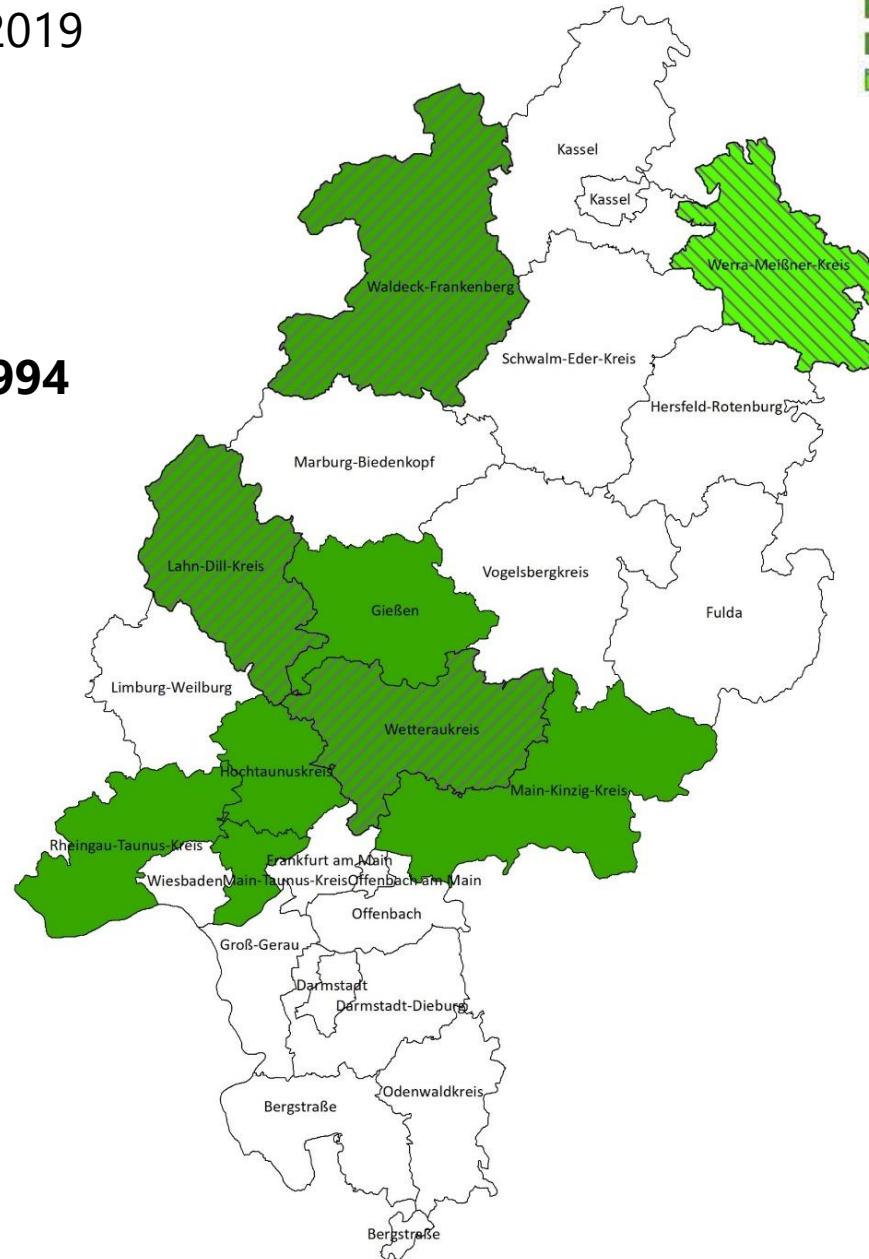 2019
Kassel
Kassel
Werra-Meißner-Kreis
Waldeck-Frankenberg
Schwalm-Eder-Kreis
994
Hersfeld-Rotenburg
Marburg-Biedenkopf
Lahn-Dill-Kreis
Vogelsbergkreis
Gießen
Fulda
Limburg-Weilburg
Wetteraukreis
Hochtaunuskreis
Main-Kinzig-Kreis
Rheingau-Taunus-Kreis
Frankfurt am Main
Wiesbaden
Main-Taunus-Kreis
Offenbach am Main
Offenbach
Groß-Gerau
Darmstadt
Darmstadt-Dieburg
Odenwaldkreis
Bergstraße
Bergstraße